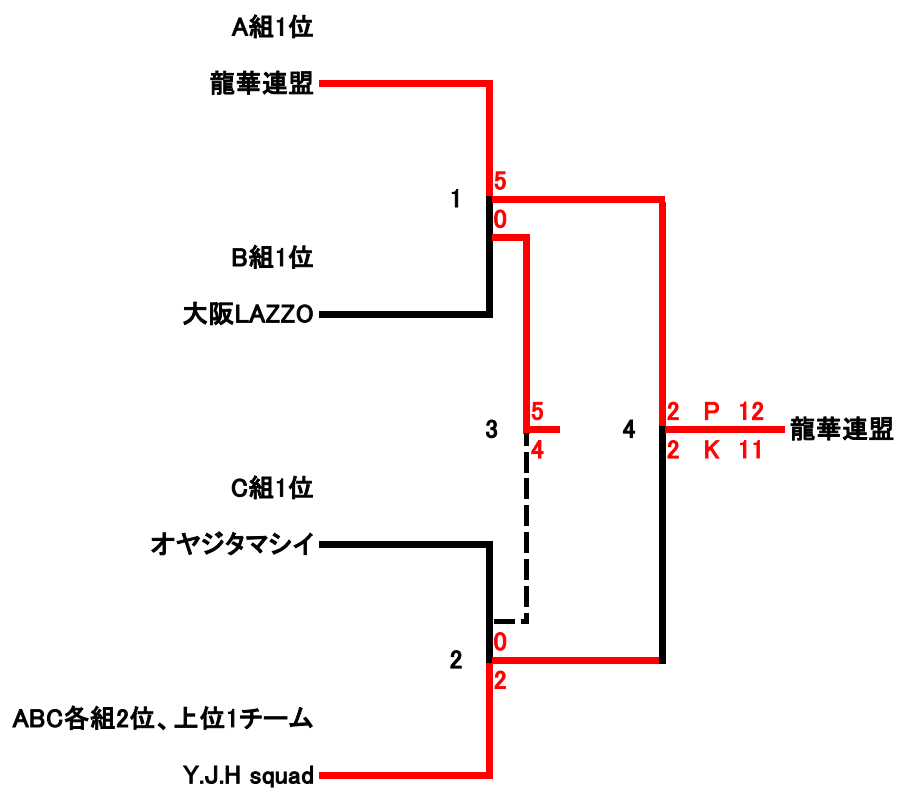 A組1位
龍華連盟
5
1
0
B組1位
大阪LAZZO
5
2 P 12
3
4
龍華連盟
4
2 K 11
C組1位
オヤジタマシイ
0
2
2
ABC各組2位、上位1チーム
Y.J.H squad